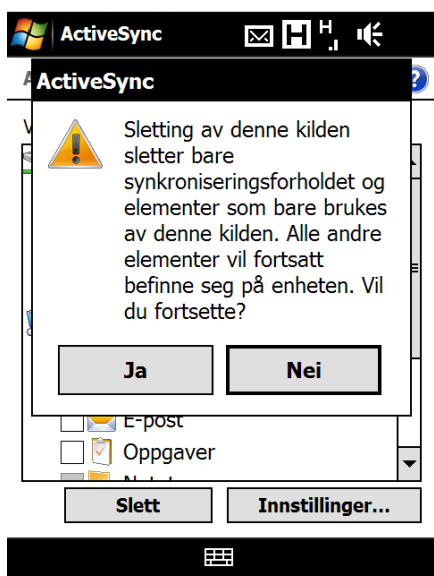 ActiveSync
ActiveSync
Sletting av denne kilden
sletter bare
synkroniseringsforholdet og
elementer som bare brukes
av denne kilden. Alle andre
elementer vil fortsatt
befinne seg på enheten. Vil
du fortsette?
Ja
Nei
E-post
Oppgaver
Slett
Innstillinger...